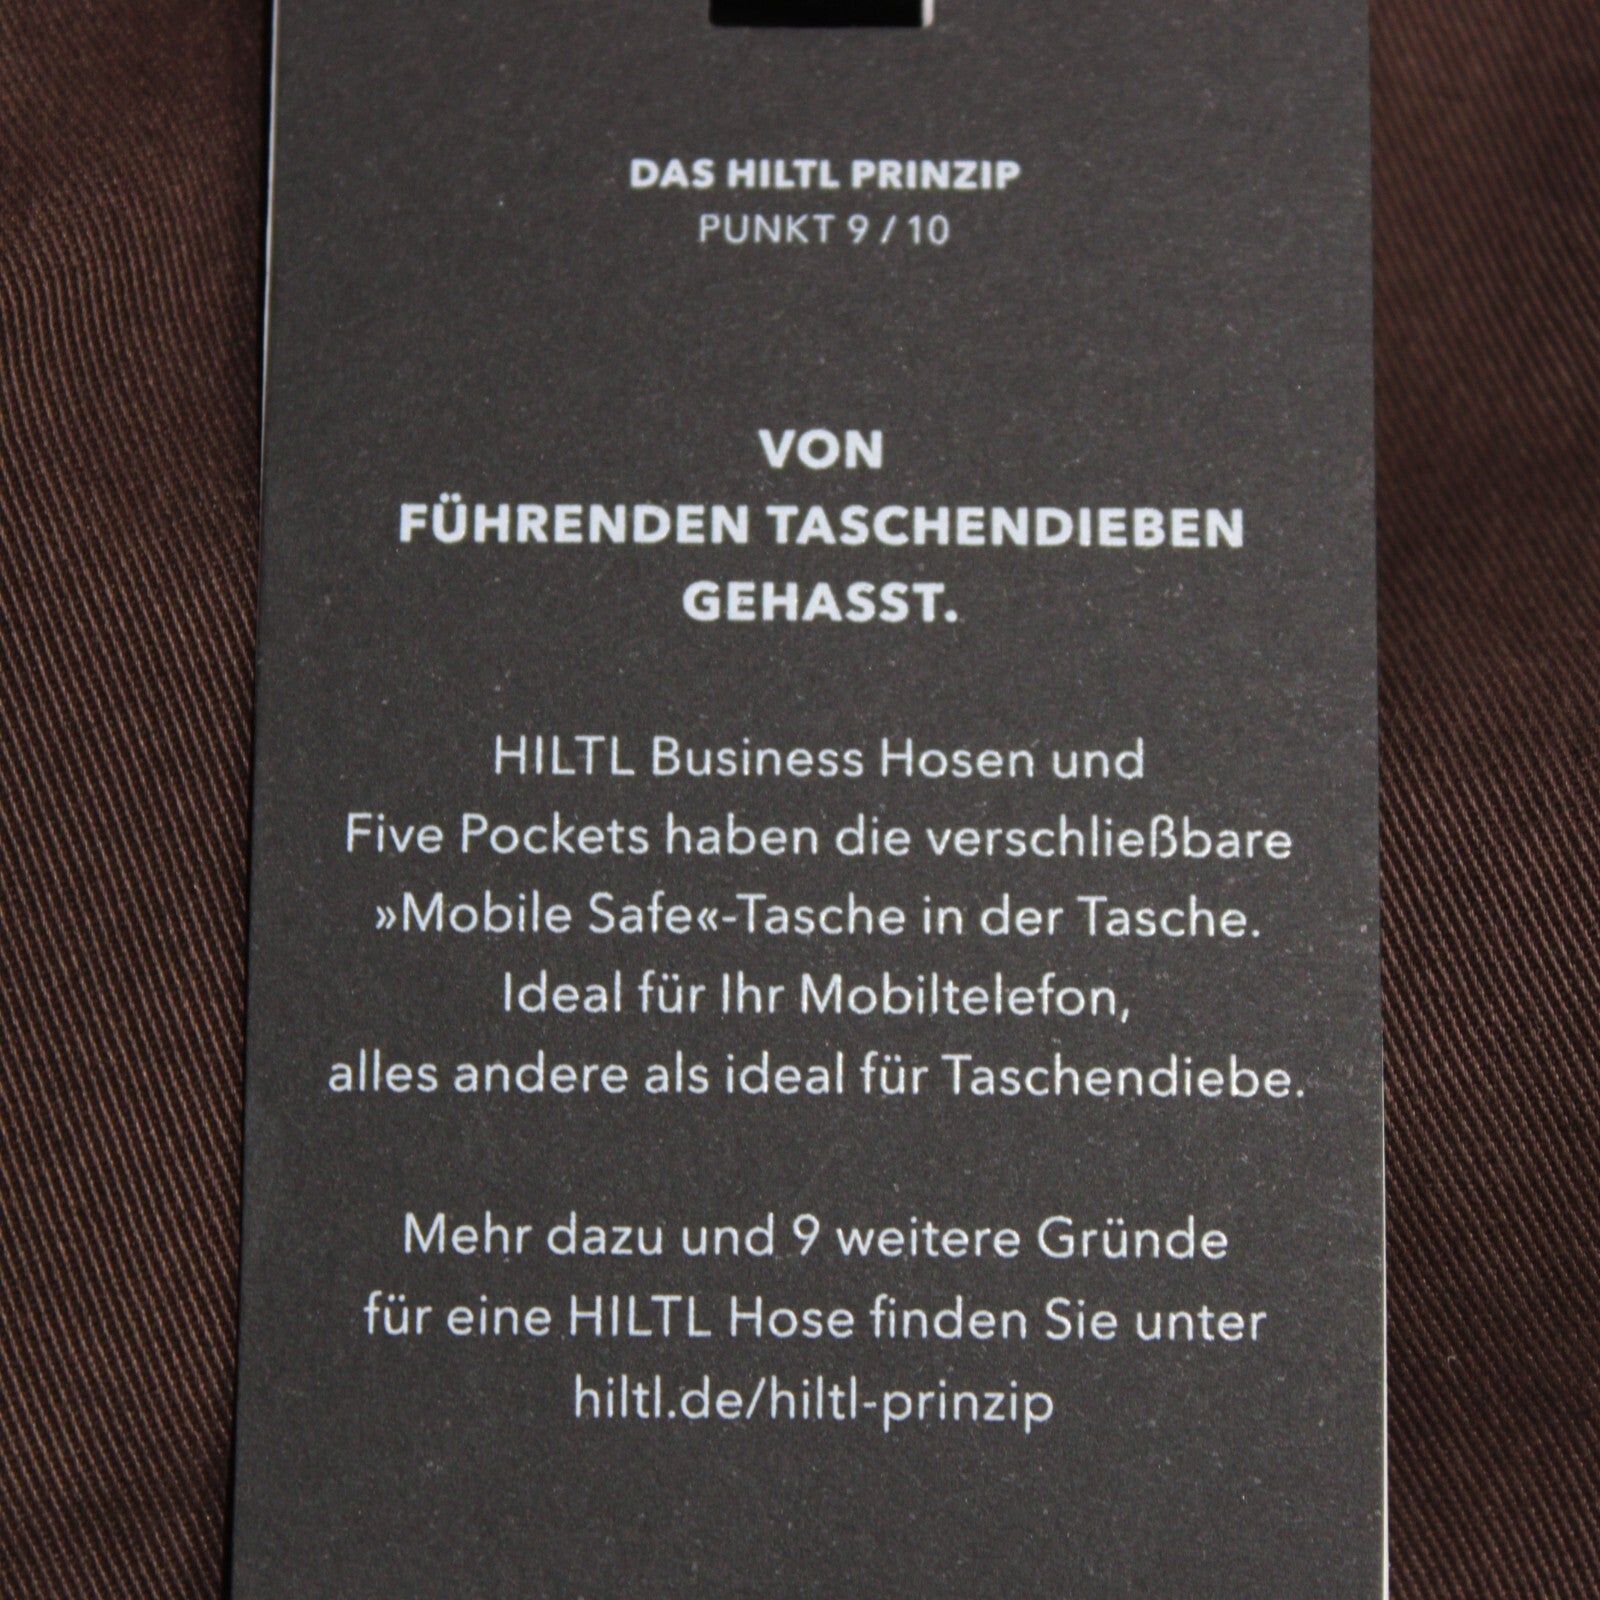 DAS HILTL PRINZIP
PUNKT 9 / 10
VON
FÜHRENDEN TASCHENDIEBEN
GEHASST.
HILTL Business Hosen und
Five Pockets haben die verschließbare
»Mobile Safe«-Tasche in der Tasche.
Ideal für Ihr Mobiltelefon,
alles andere als ideal für Taschendiebe.
Mehr dazu und 9 weitere Gründe
für eine HILTL Hose finden Sie unter
hiltl.de/hiltl-prinzip